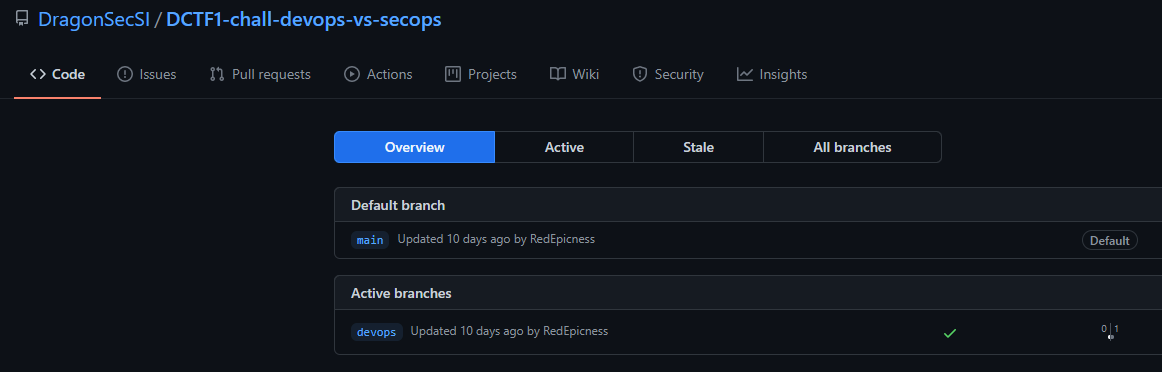 DragonSecSI / DCTF1-chall-devops-vs-secops
Code Issues Pull requests Actions Projects Wiki Security Insights
Overview Active Stale All branches
Default branch
main Updated 10 days ago by RedEpicness Default
Active branches
devops Updated 10 days ago by RedEpicness 0 | 1